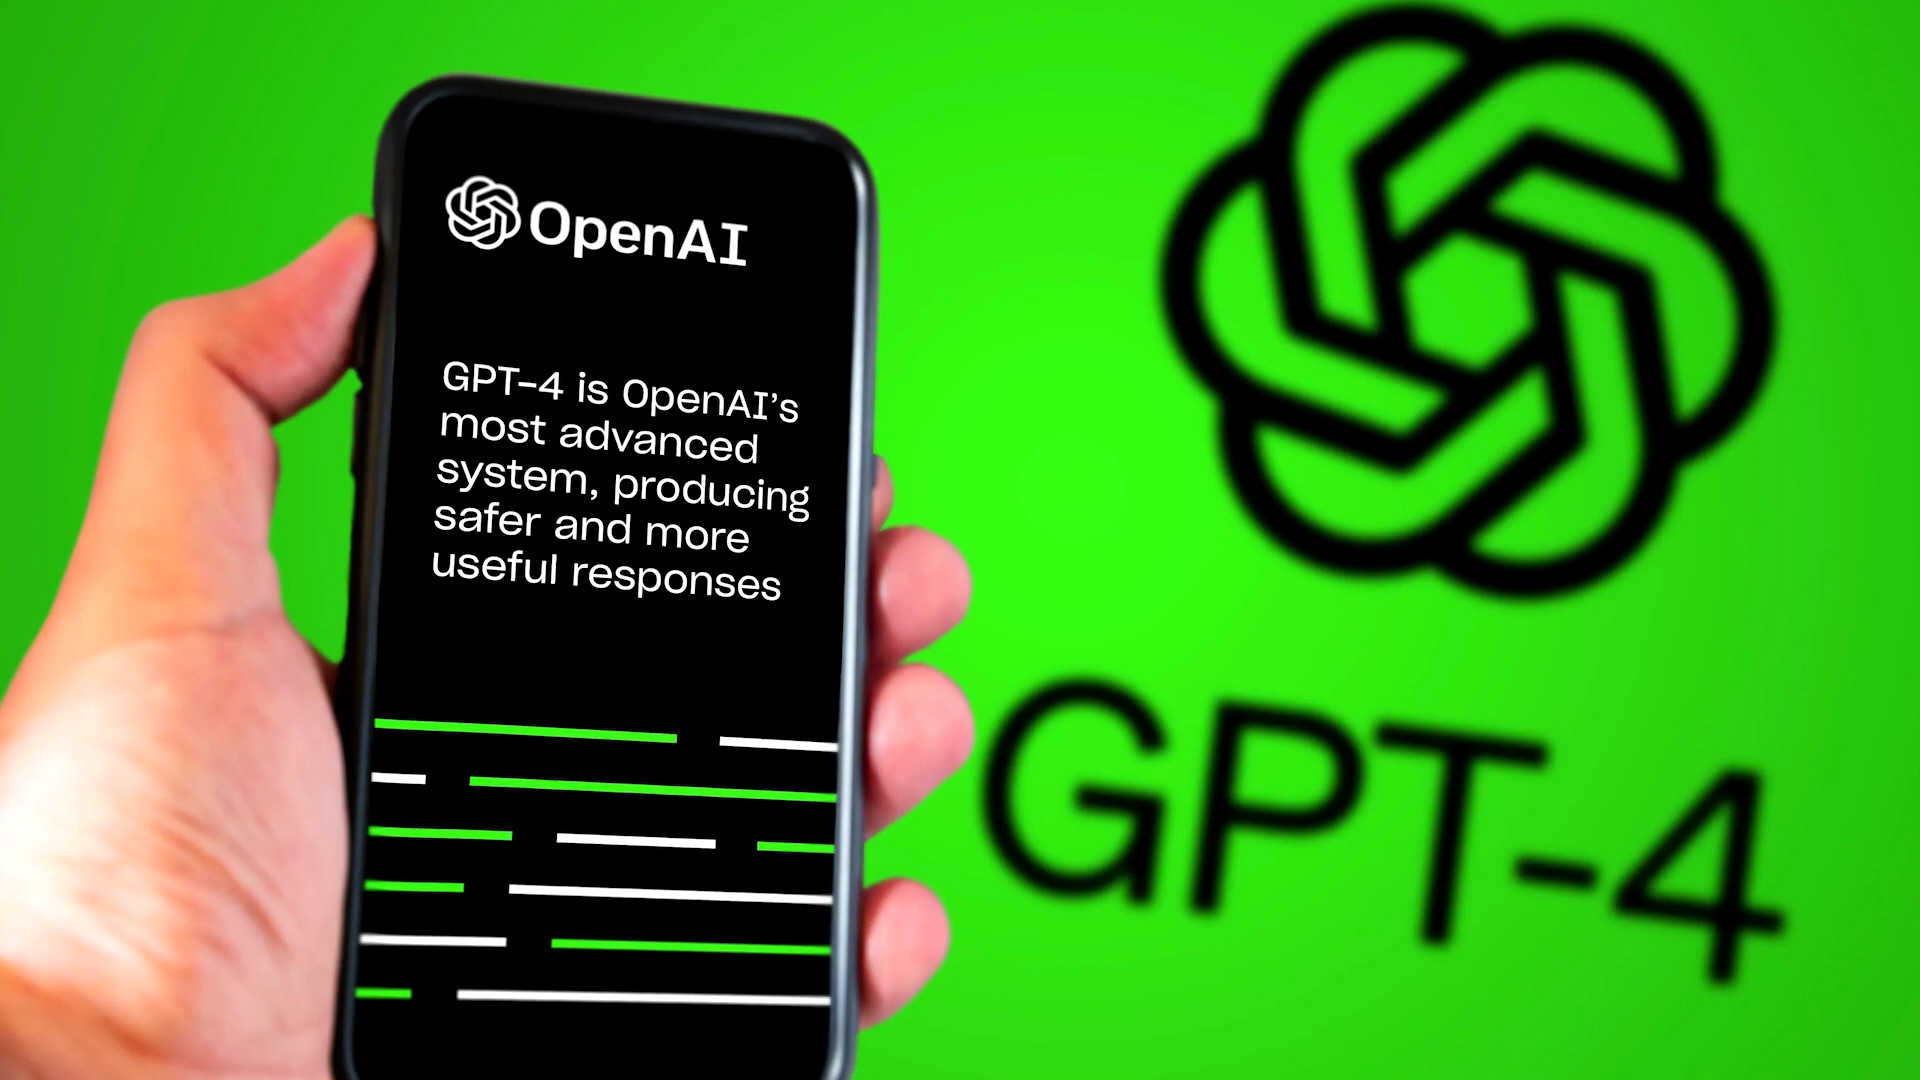 OpenAI
GPT-4 is OpenAI's
most advanced
system, producing
safer and more
useful responses
GPT-4